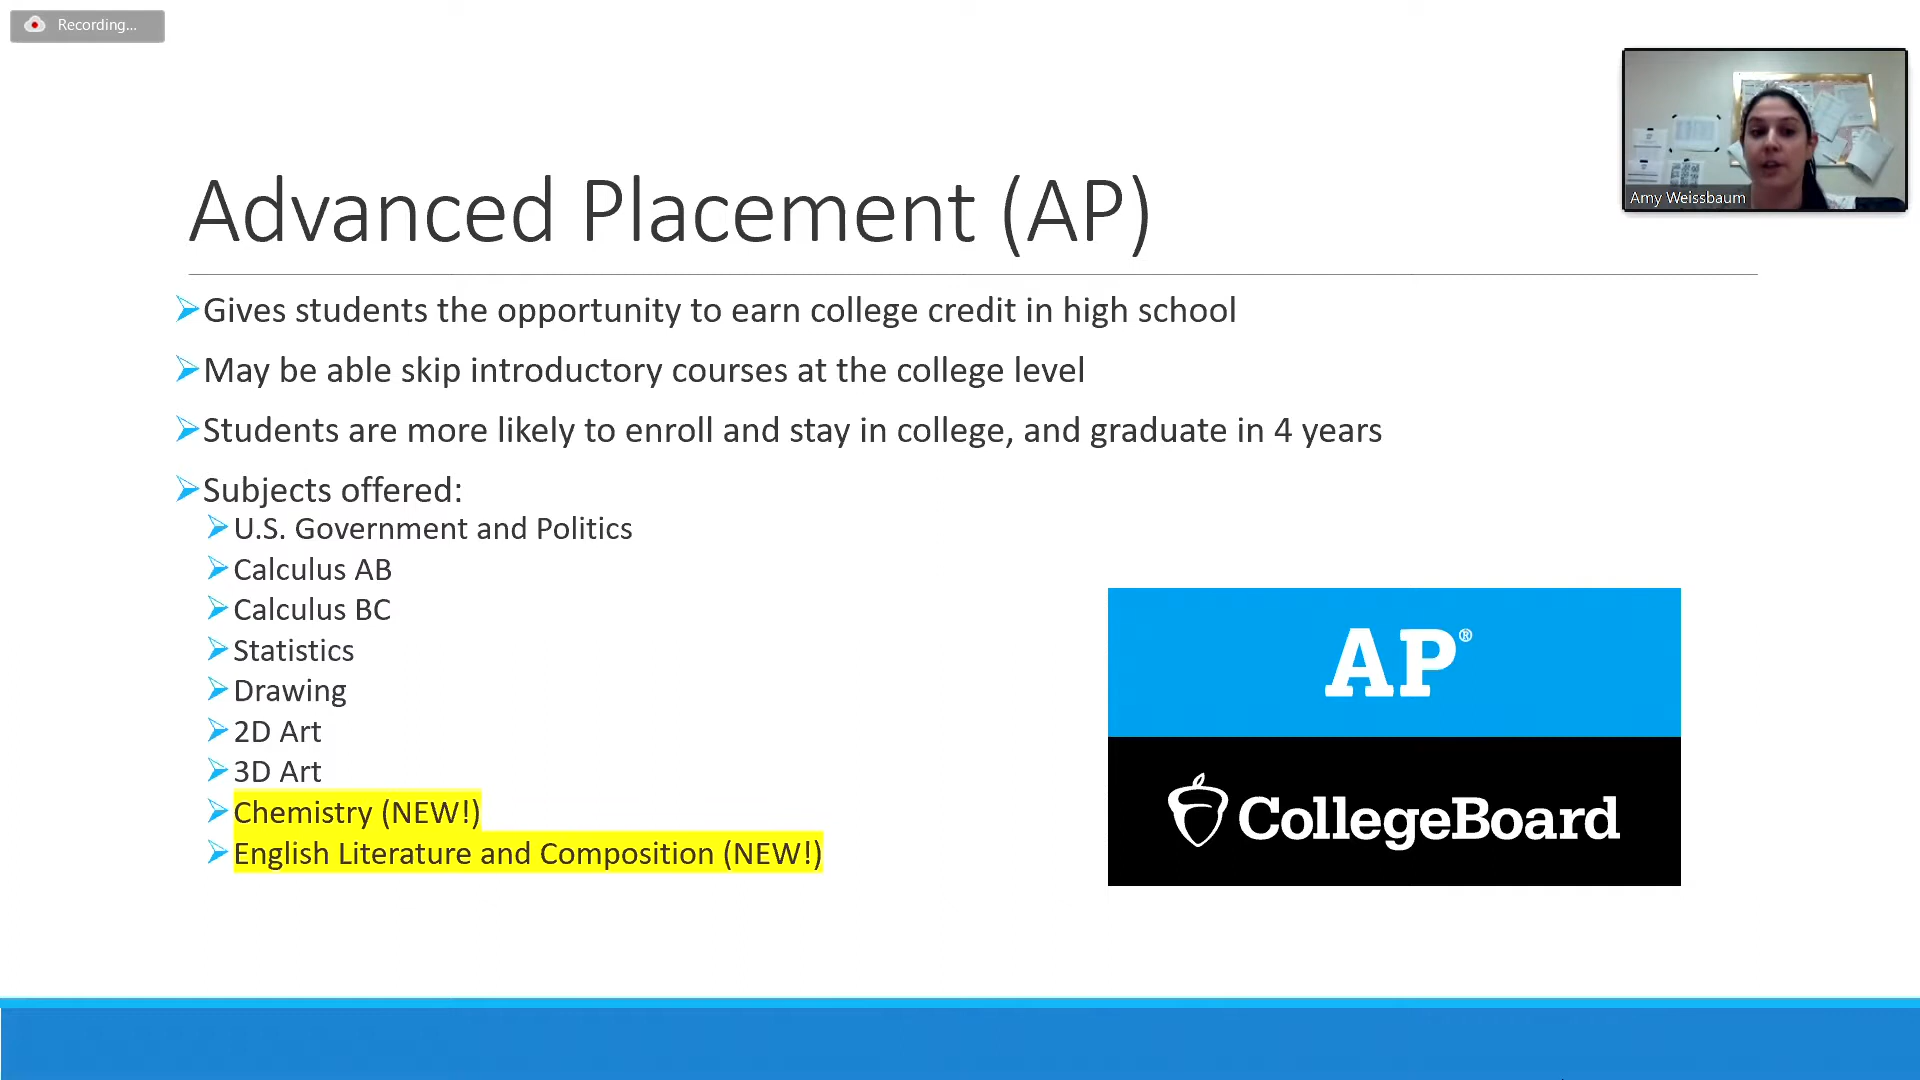 Recording...
Amy Weissbaum
Advanced Placement (AP)
Gives students the opportunity to earn college credit in high school
May be able skip introductory courses at the college level
Students are more likely to enroll and stay in college, and graduate in 4 years
Subjects offered:
U.S. Government and Politics
Calculus AB
Calculus BC
Statistics
Drawing
2D Art
3D Art
Chemistry (NEW!)
English Literature and Composition (NEW!)
AP®
CollegeBoard